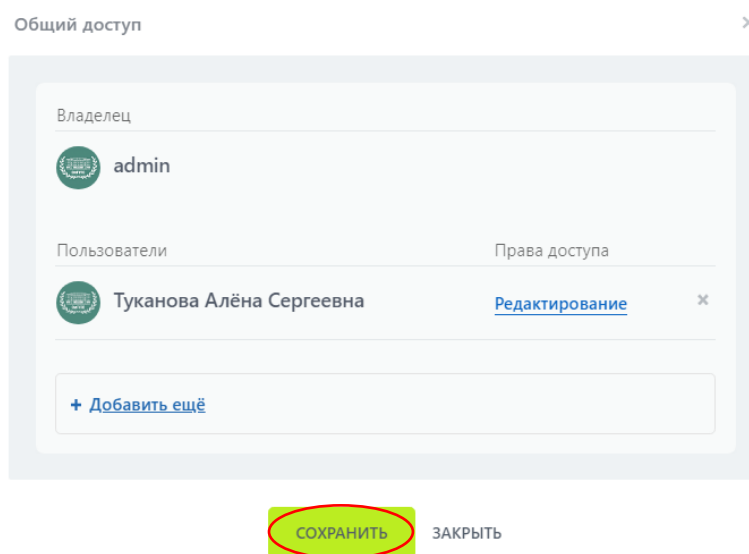 Общий доступ
Владелец
admin
Пользователи Права доступа
Туканова Алёна Сергеевна Редактирование
+ Добавить ещё
СОХРАНИТЬ ЗАКРЫТЬ